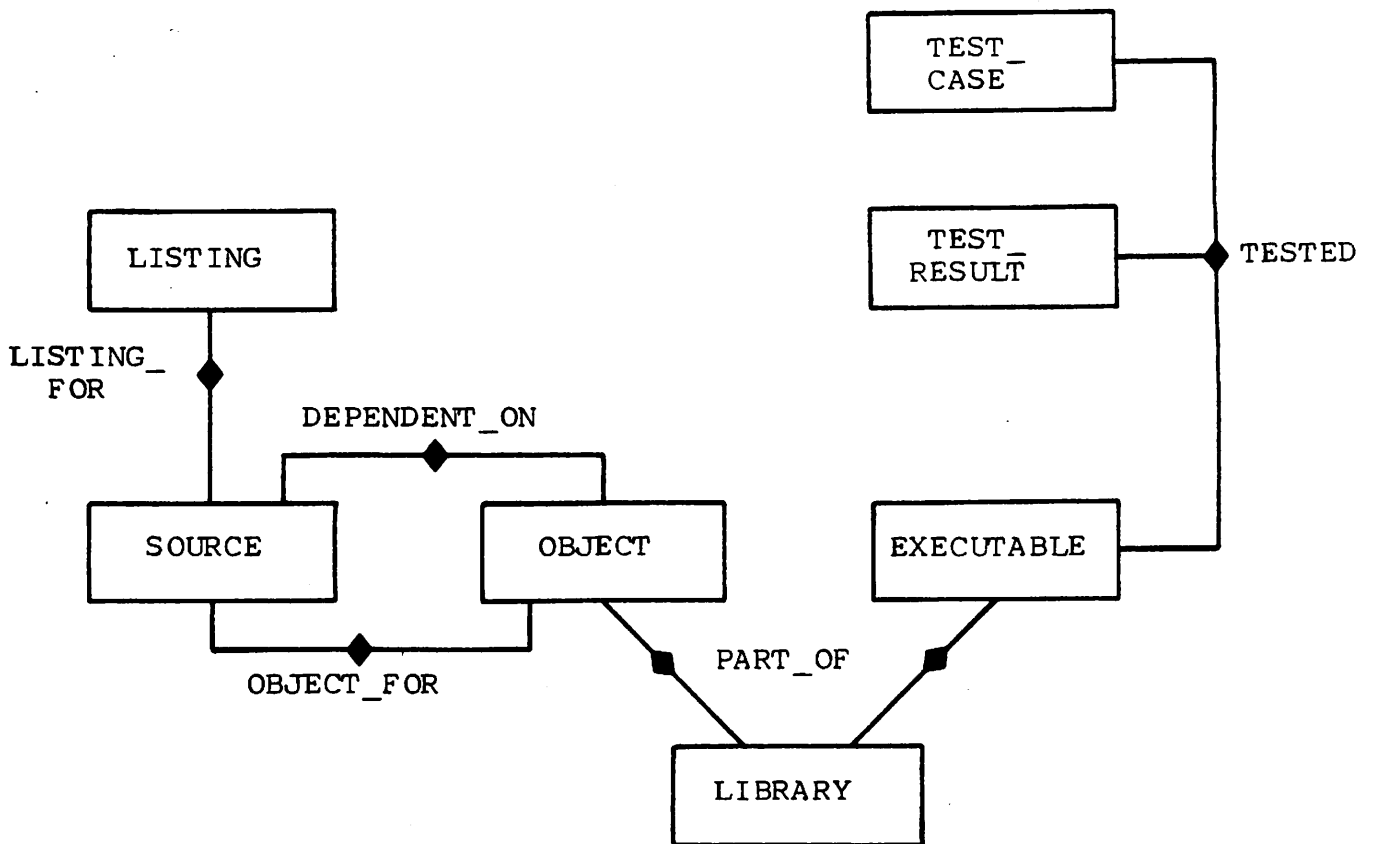 TEST_
CASE
TEST_
RESULT
TESTED
LISTING
LISTING_
FOR
DEPENDENT_ON
SOURCE
OBJECT
EXECUTABLE
OBJECT_FOR
PART_OF
LIBRARY